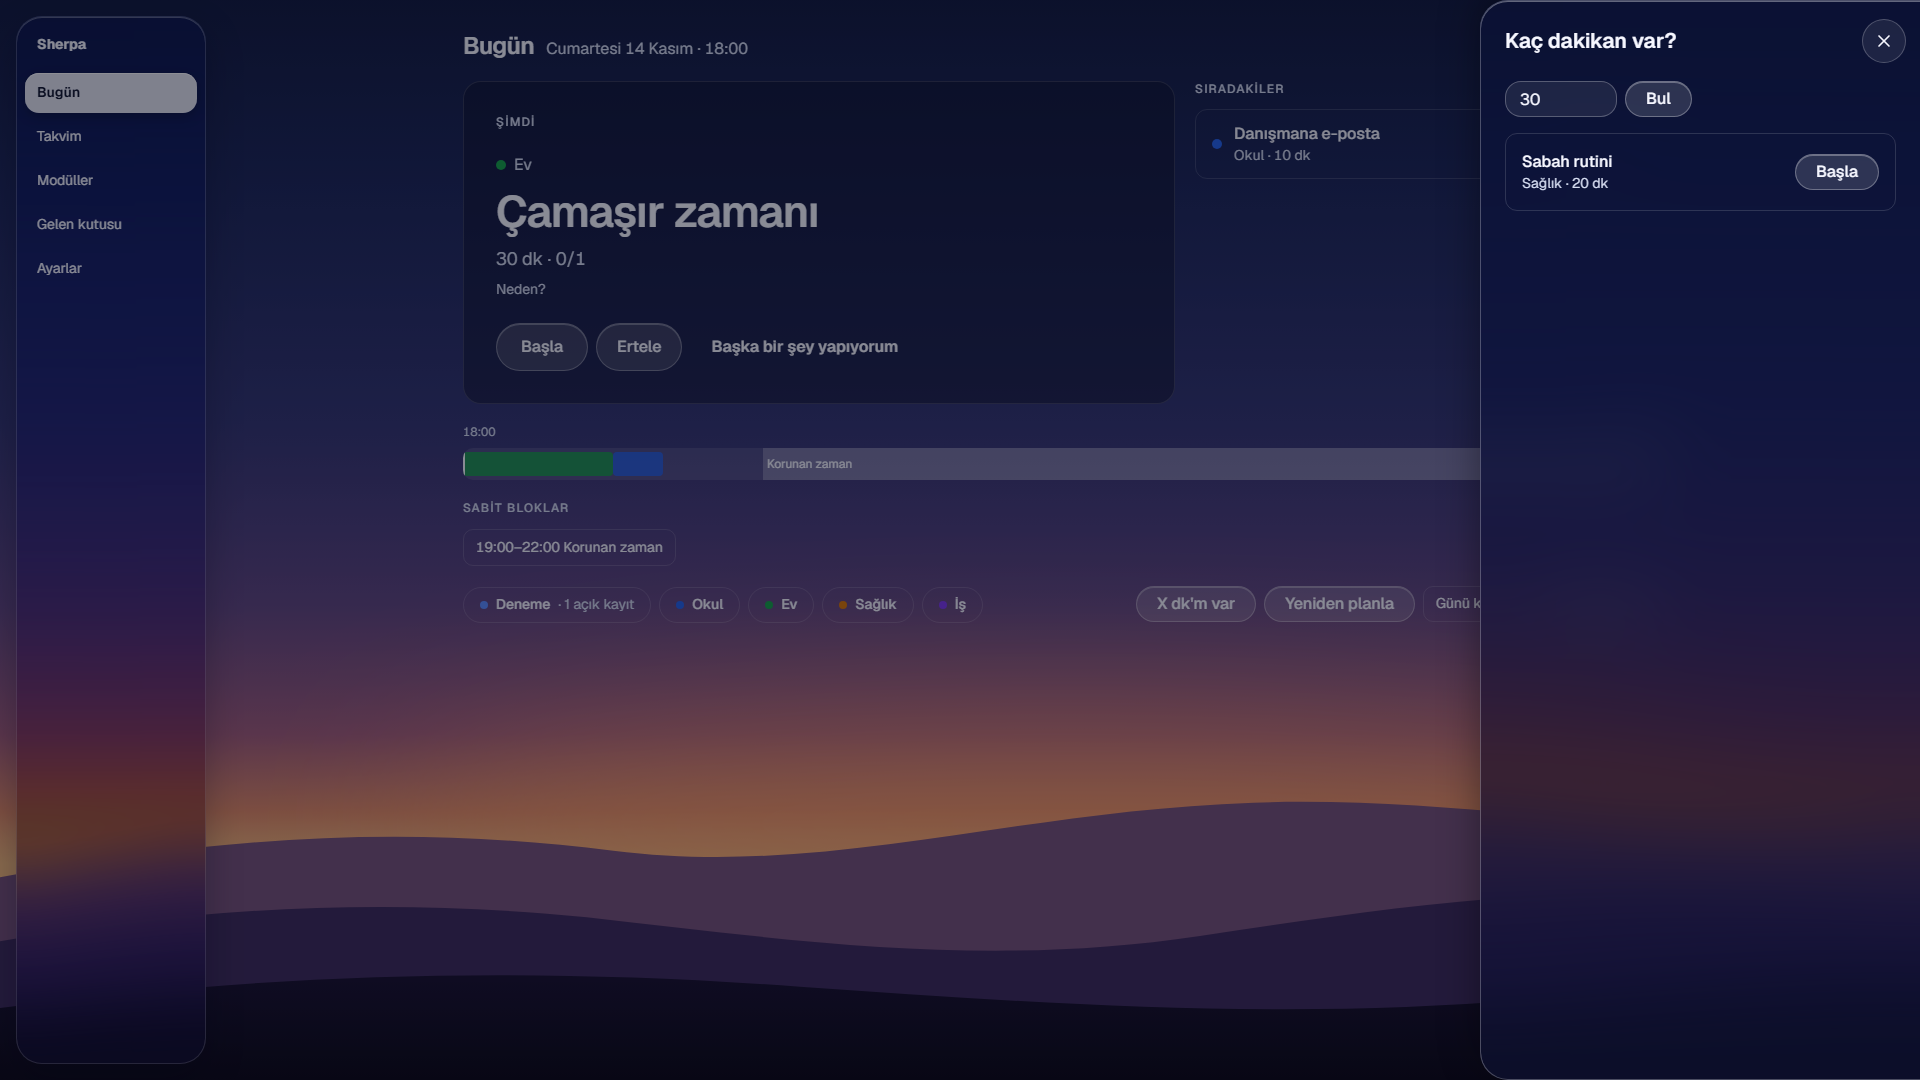 Sherpa
Bugün
Takvim
Modüller
Gelen kutusu
Ayarlar
Bugün Cumartesi 14 Kasım · 18:00
ŞİMDİ
Ev
Çamaşır zamanı
30 dk · 0/1
Neden?
Başla
Ertele
Başka bir şey yapıyorum
SIRADAKİLER
Danışmana e-posta
Okul · 10 dk
18:00
Korunan zaman
SABİT BLOKLAR
19:00–22:00 Korunan zaman
Deneme · 1 açık kayıt
Okul
Ev
Sağlık
İş
X dk'm var
Yeniden planla
Günü k
Kaç dakikan var?
30
Bul
Sabah rutini
Sağlık · 20 dk
Başla